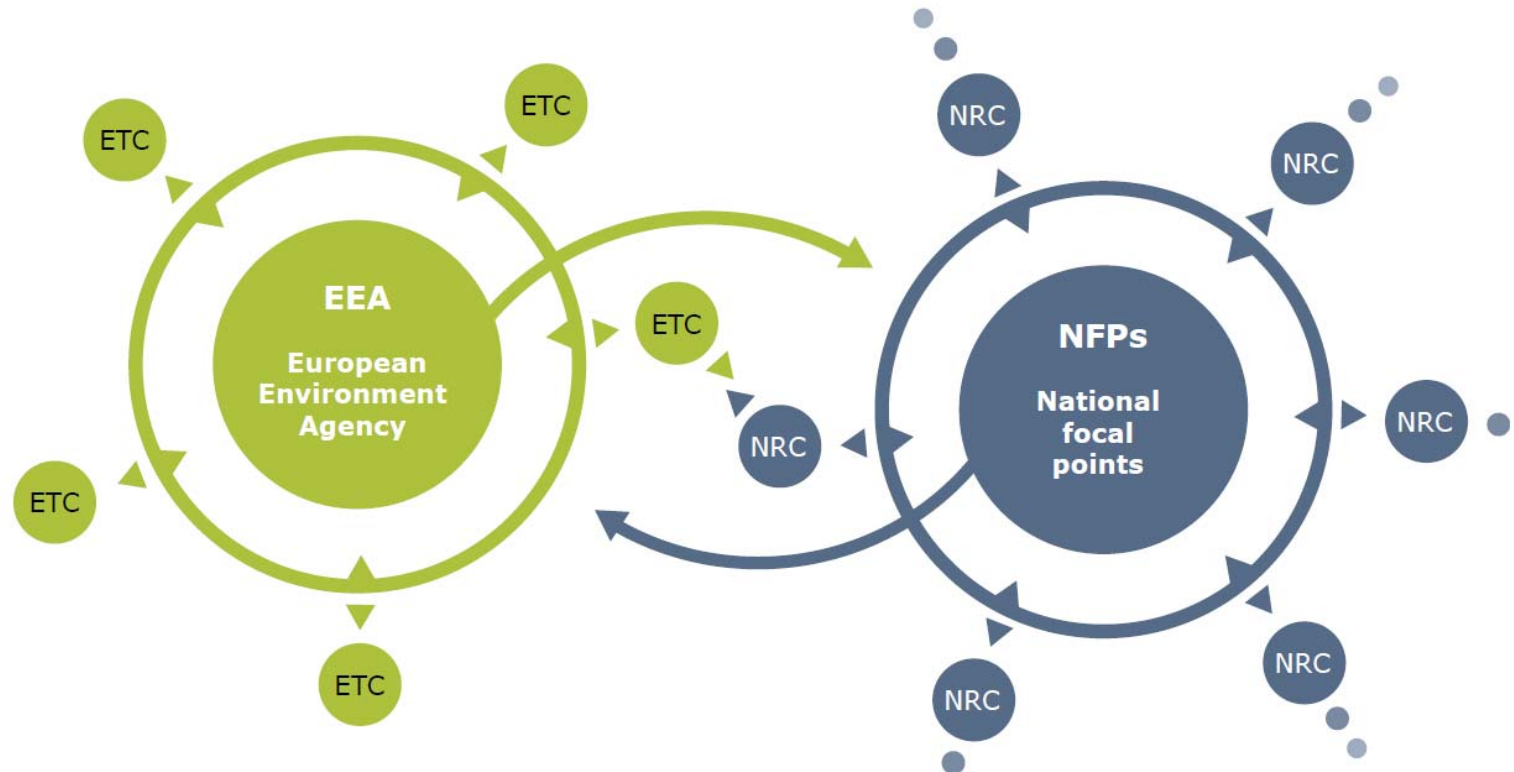 ETC
ETC
EEA
European
Environment
Agency
ETC
ETC
ETC
NRC
NRC
NRC
NFPs
National
focal
points
NRC
NRC
NRC